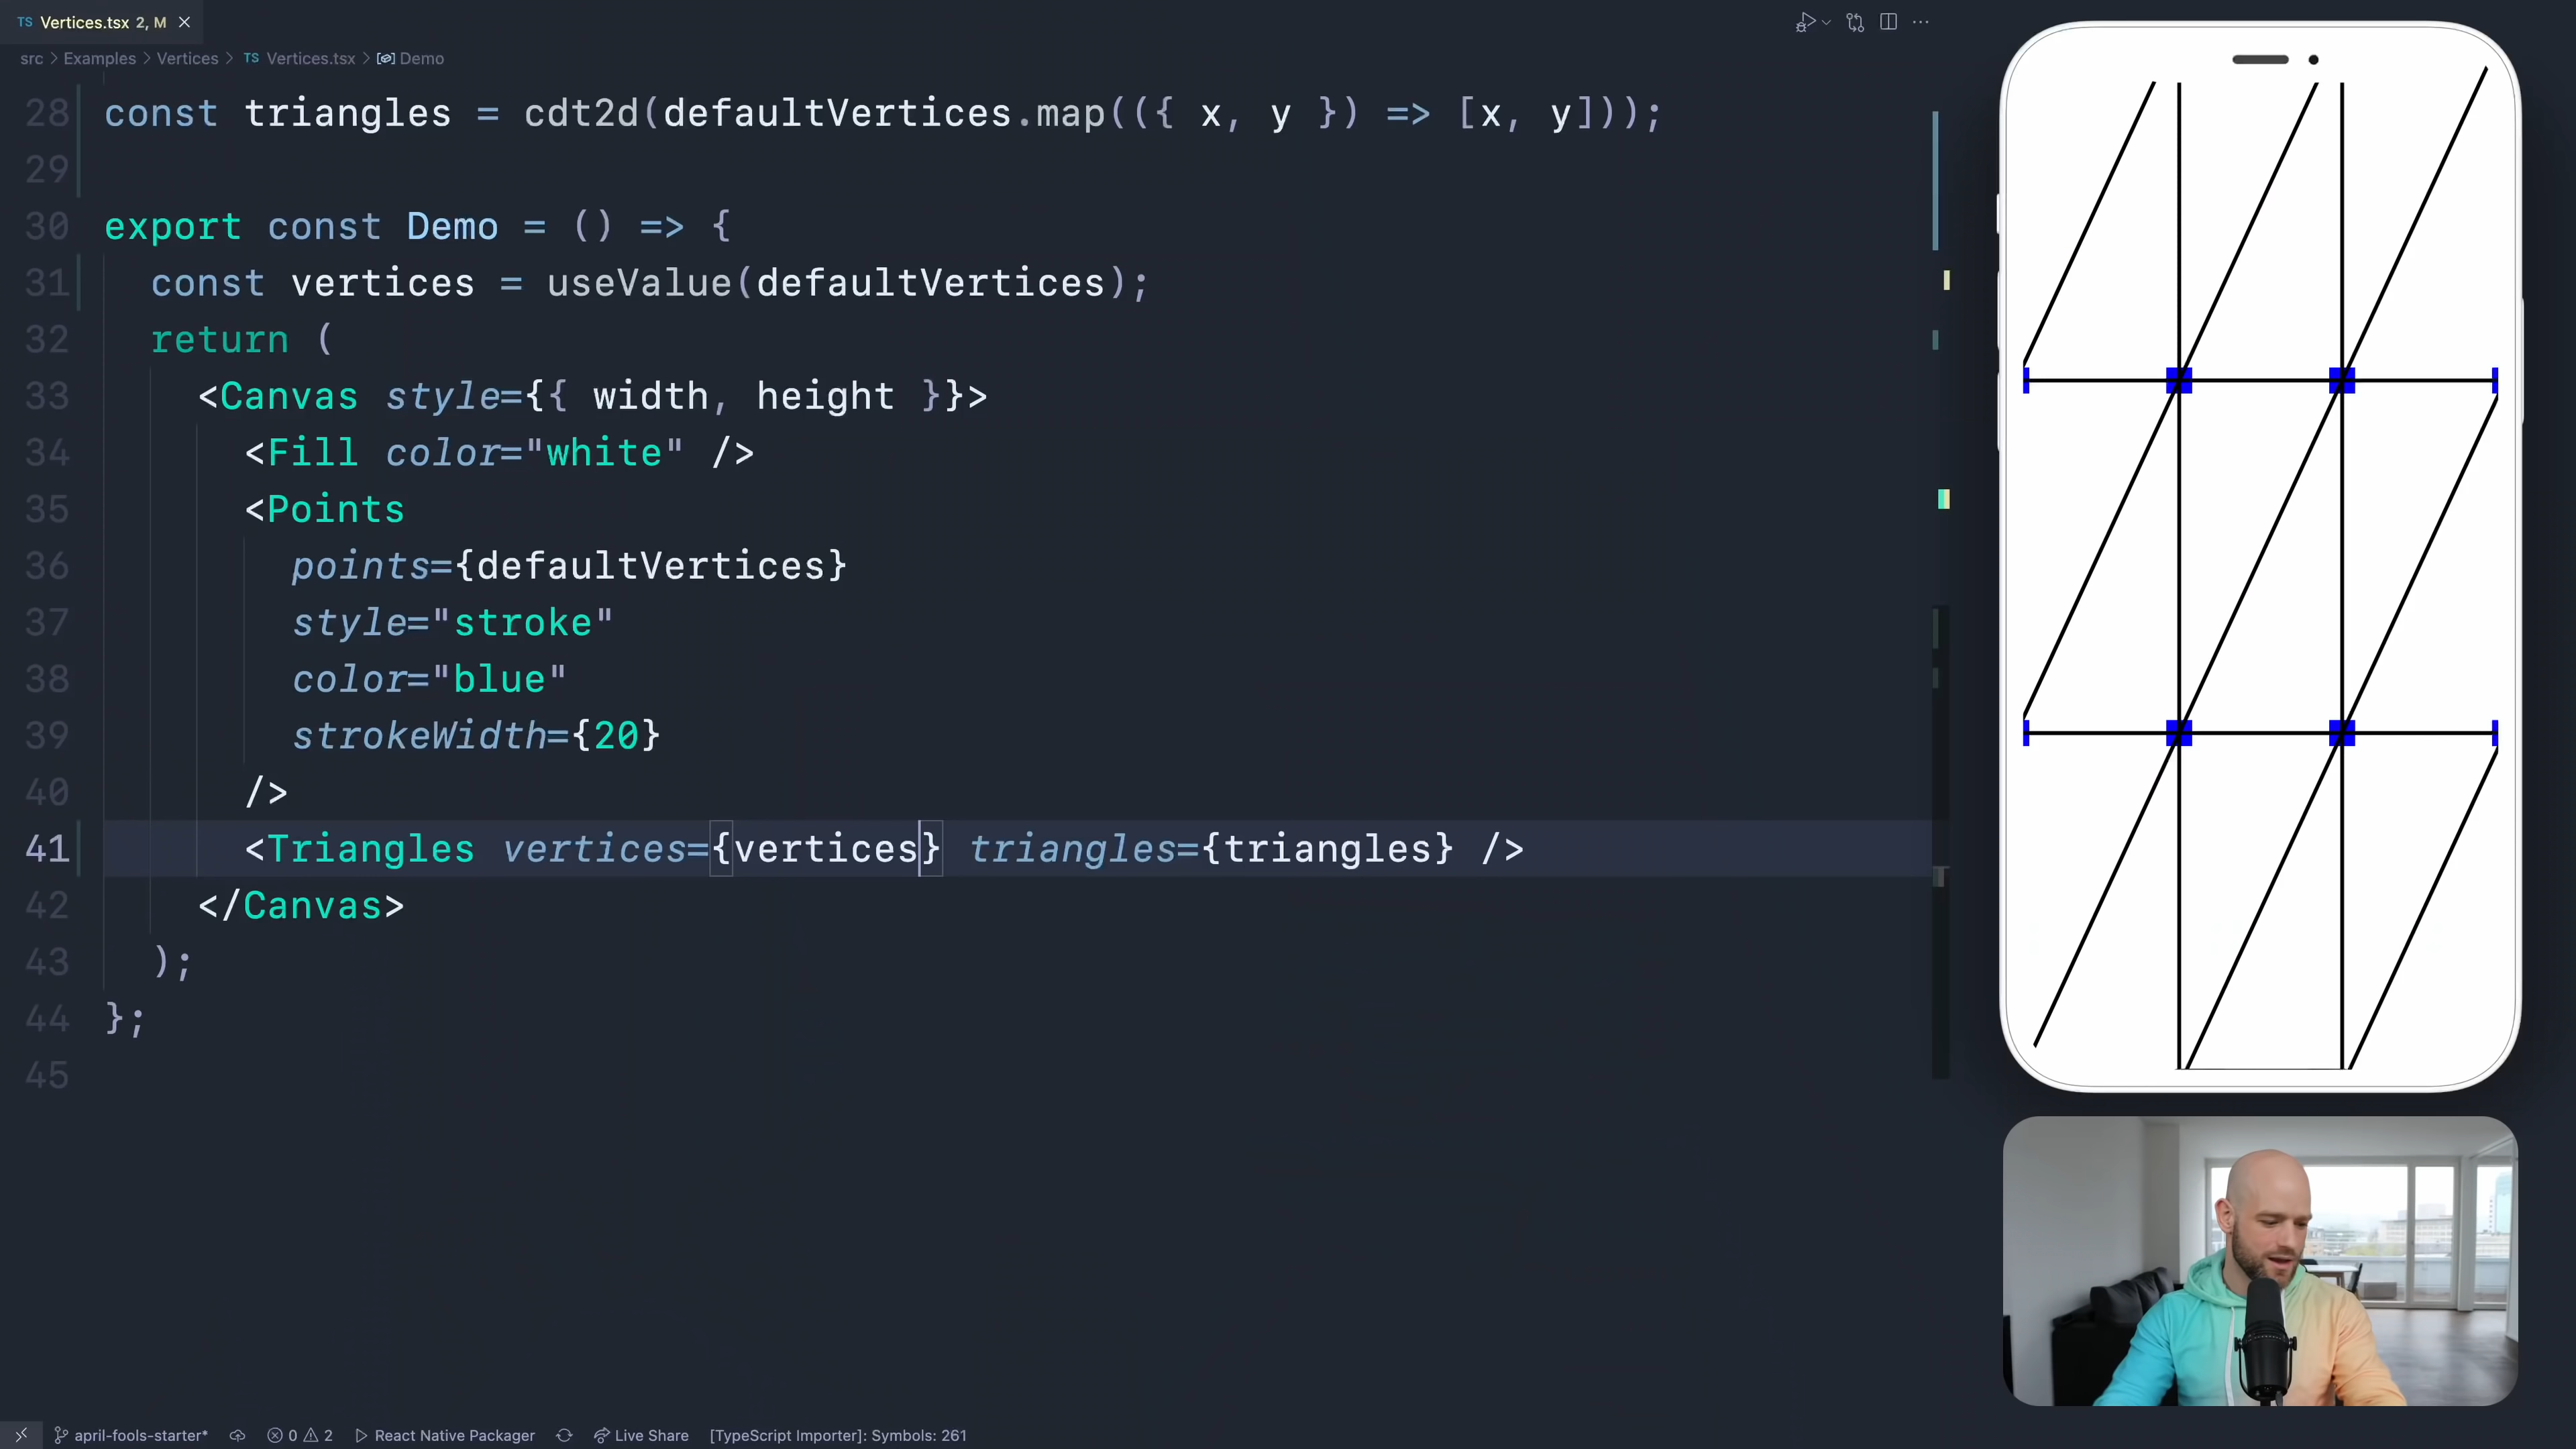 TS Vertices.tsx 2, M
src > Examples > Vertices > TS Vertices.tsx > Demo
28 const triangles = cdt2d(defaultVertices.map(({ x, y }) => [x, y]));
29
30 export const Demo = () => {
31 const vertices = useValue(defaultVertices);
32 return (
33 <Canvas style={{ width, height }}>
34 <Fill color="white" />
35 <Points
36 points={defaultVertices}
37 style="stroke"
38 color="blue"
39 strokeWidth={20}
40 />
41 <Triangles vertices={vertices} triangles={triangles} />
42 </Canvas>
43 );
44 };
45
april-fools-starter* 0 2 React Native Packager Live Share [TypeScript Importer]: Symbols: 261